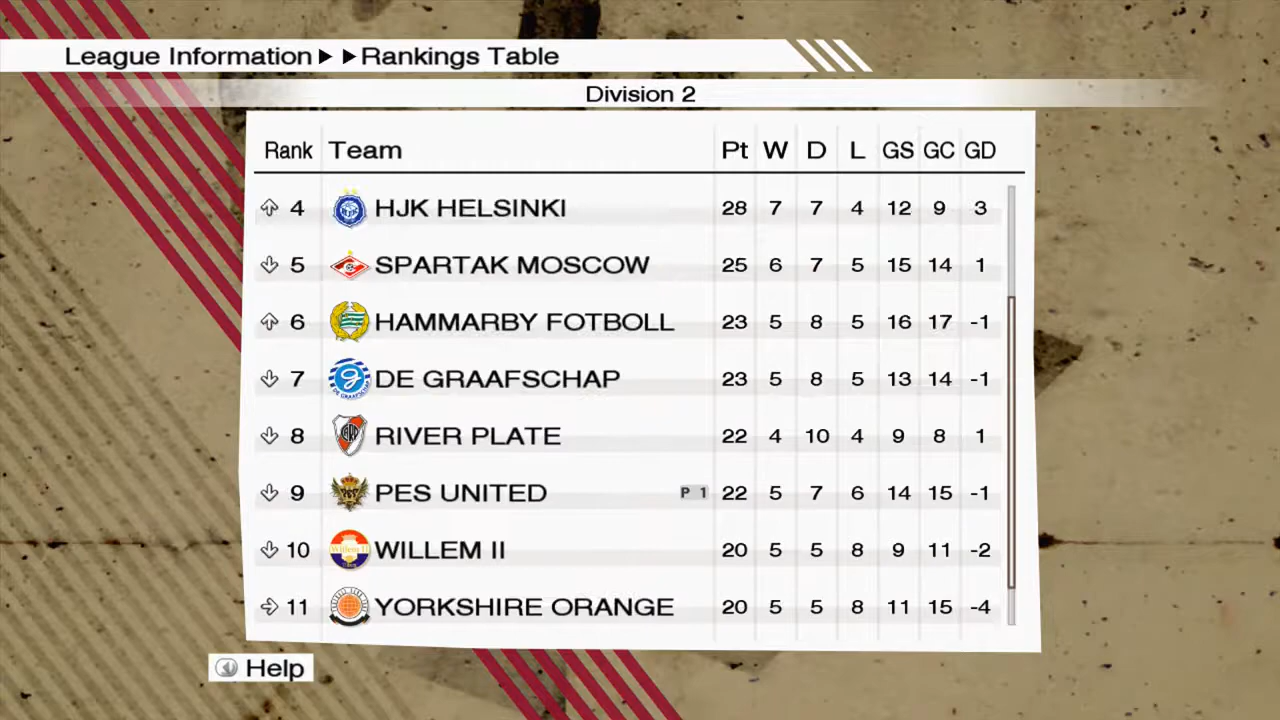 League Information ▶ ▶ Rankings Table
Division 2
Rank Team Pt W D L GS GC GD
4 HJK HELSINKI 28 7 7 4 12 9 3
5 SPARTAK MOSCOW 25 6 7 5 15 14 1
6 HAMMARBY FOTBOLL 23 5 8 5 16 17 -1
7 DE GRAAFSCHAP 23 5 8 5 13 14 -1
8 RIVER PLATE 22 4 10 4 9 8 1
9 PES UNITED P 1 22 5 7 6 14 15 -1
10 WILLEM II 20 5 5 8 9 11 -2
11 YORKSHIRE ORANGE 20 5 5 8 11 15 -4
Help